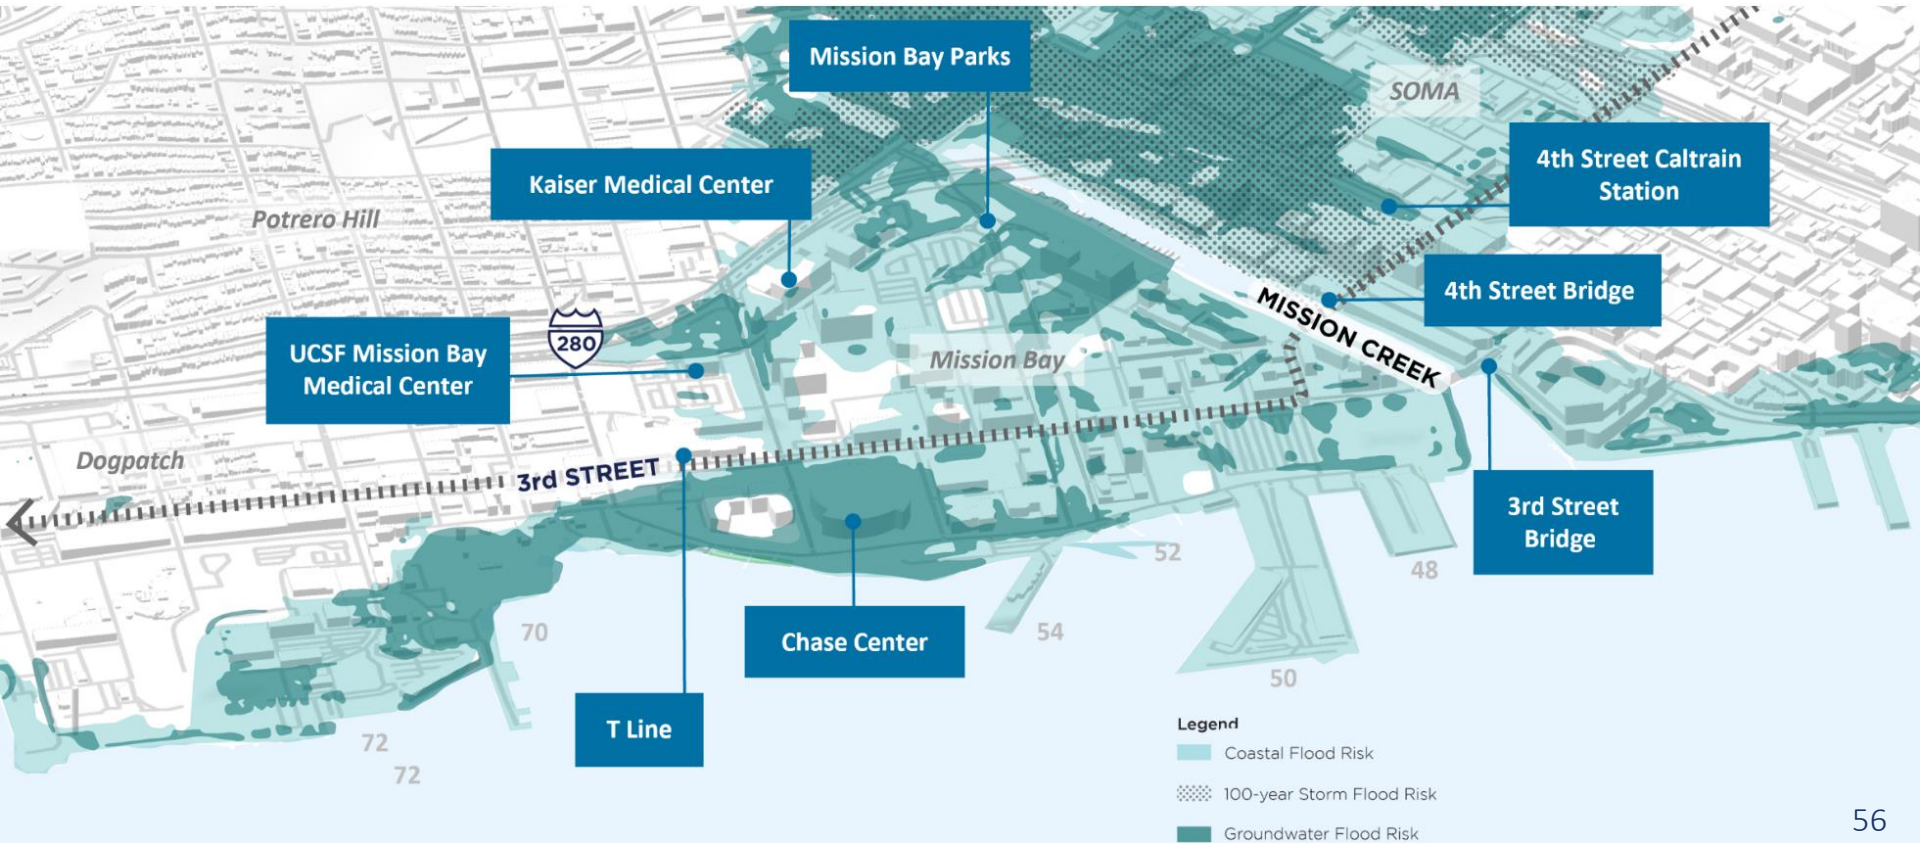 Mission Bay Parks
SOMA
4th Street Caltrain
Station
Kaiser Medical Center
Potrero Hill
4th Street Bridge
MISSION CREEK
280
UCSF Mission Bay
Medical Center
Mission Bay
Dogpatch
3rd STREET
3rd Street
Bridge
52
48
70
54
Chase Center
50
T Line
72
72
Legend
Coastal Flood Risk
100-year Storm Flood Risk
Groundwater Flood Risk
56